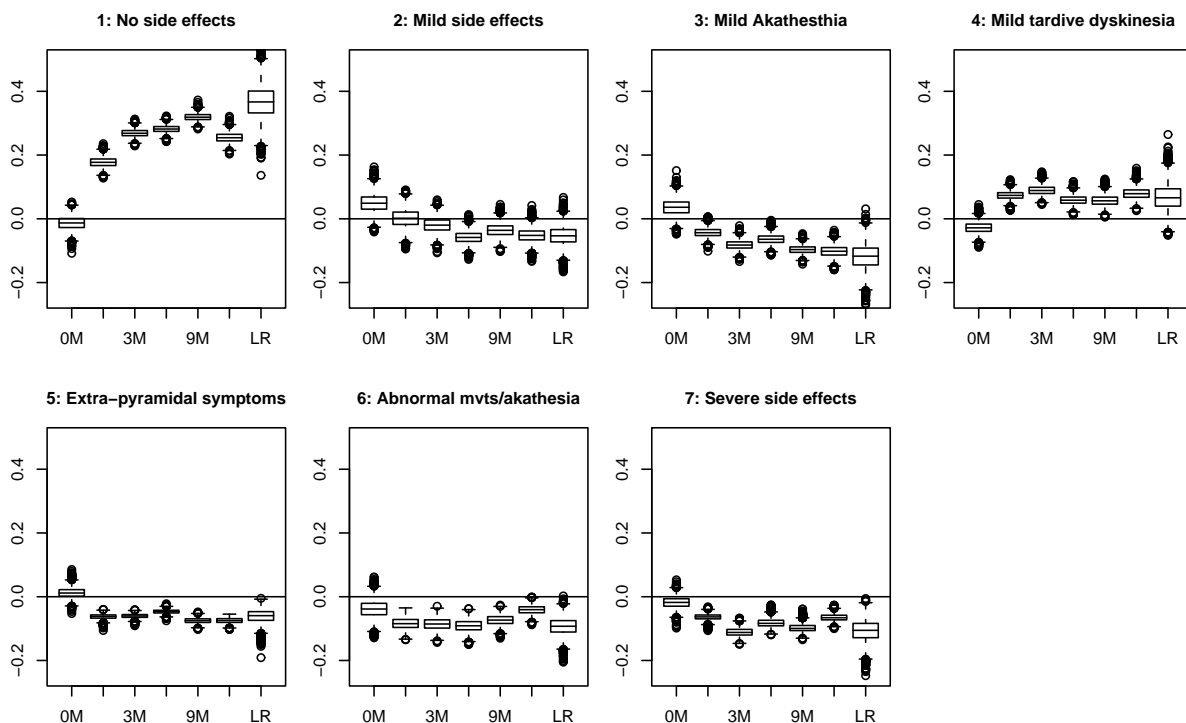 1: No side effects
2: Mild side effects
3: Mild Akathesthia
4: Mild tardive dyskinesia
0.4
0.2
0.0
−0.2
0M 3M 9M LR
0.4
0.2
0.0
−0.2
0M 3M 9M LR
0.4
0.2
0.0
−0.2
0M 3M 9M LR
0.4
0.2
0.0
−0.2
0M 3M 9M LR
5: Extra−pyramidal symptoms
6: Abnormal mvts/akathesia
7: Severe side effects
0.4
0.2
0.0
−0.2
0M 3M 9M LR
0.4
0.2
0.0
−0.2
0M 3M 9M LR
0.4
0.2
0.0
−0.2
0M 3M 9M LR